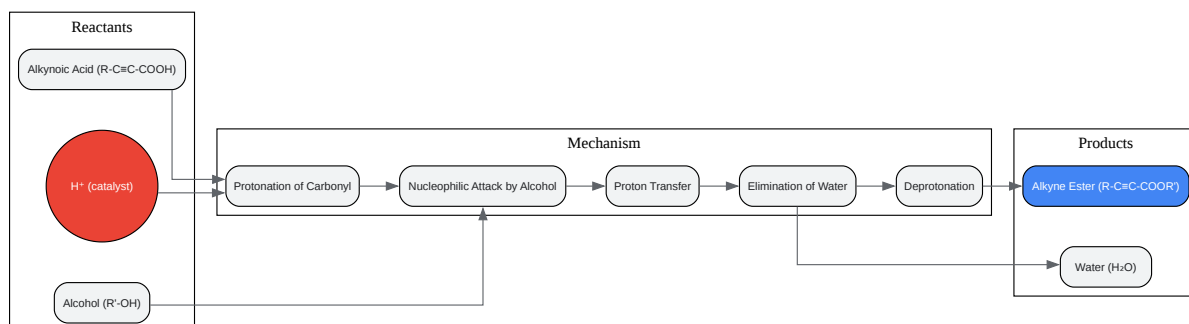 Reactants
Alkynoic Acid (R-C≡C-COOH)
H⁺ (catalyst)
Alcohol (R'-OH)
Mechanism
Protonation of Carbonyl
Nucleophilic Attack by Alcohol
Proton Transfer
Elimination of Water
Deprotonation
Products
Alkyne Ester (R-C≡C-COOR')
Water (H₂O)